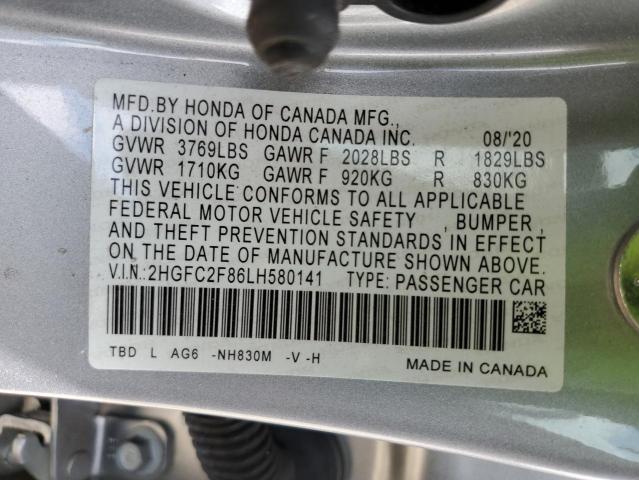 MFD.BY HONDA OF CANADA MFG.,
A DIVISION OF HONDA CANADA INC. 08/'20
GVWR 3769LBS GAWR F 2028LBS R 1829LBS
GVWR 1710KG GAWR F 920KG R 830KG
THIS VEHICLE CONFORMS TO ALL APPLICABLE
FEDERAL MOTOR VEHICLE SAFETY , BUMPER ,
AND THEFT PREVENTION STANDARDS IN EFFECT
ON THE DATE OF MANUFACTURE SHOWN ABOVE.
V.I.N.:2HGFC2F86LH580141 TYPE: PASSENGER CAR
TBD L AG6 -NH830M -V -H
MADE IN CANADA